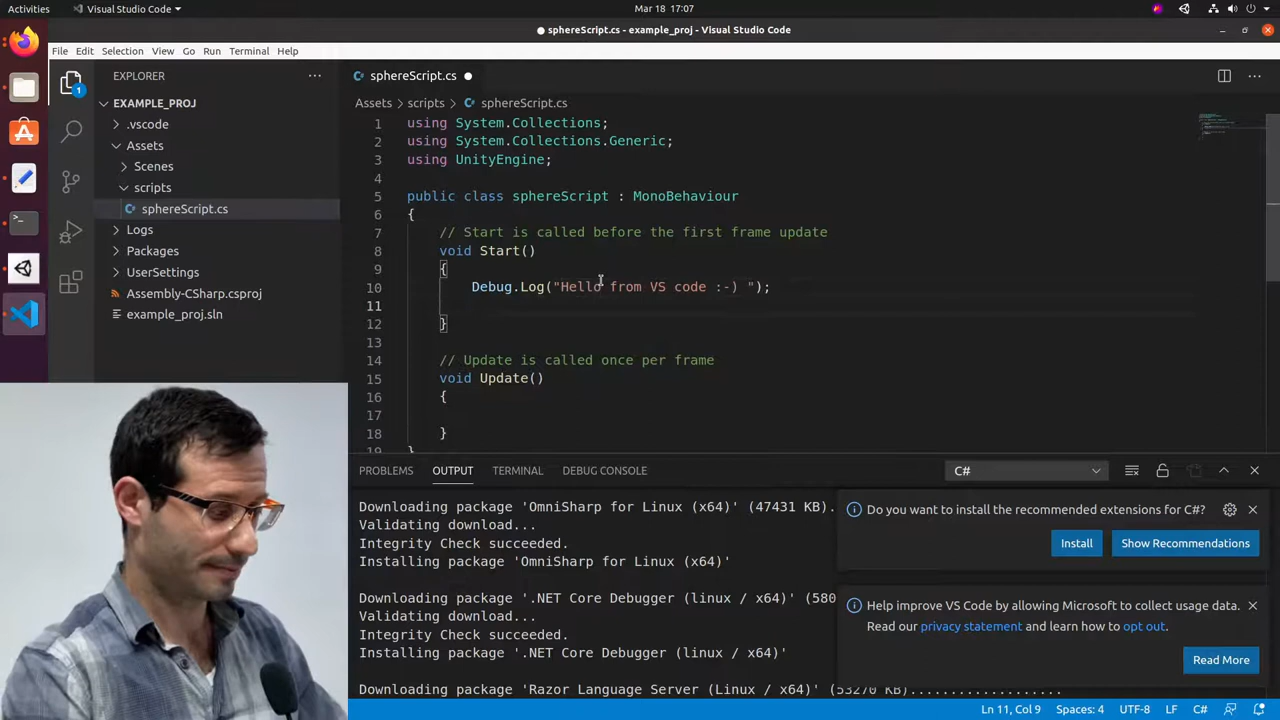 Activities
Visual Studio Code
Mar 18 17:07
sphereScript.cs - example_proj - Visual Studio Code
File Edit Selection View Go Run Terminal Help
EXPLORER
1
EXAMPLE_PROJ
.vscode
Assets
Scenes
scripts
sphereScript.cs
Logs
Packages
UserSettings
Assembly-CSharp.csproj
example_proj.sln
sphereScript.cs
Assets > scripts > sphereScript.cs
1 using System.Collections;
2 using System.Collections.Generic;
3 using UnityEngine;
4
5 public class sphereScript : MonoBehaviour
6 {
7 // Start is called before the first frame update
8 void Start()
9 {
10 Debug.Log("Hello from VS code :-) ");
11
12 }
13
14 // Update is called once per frame
15 void Update()
16 {
17
18 }
19 }
PROBLEMS OUTPUT TERMINAL DEBUG CONSOLE
C#
Downloading package 'OmniSharp for Linux (x64)' (47431 KB).
Validating download...
Integrity Check succeeded.
Installing package 'OmniSharp for Linux (x64)'
Downloading package '.NET Core Debugger (linux / x64)' (580
Validating download...
Integrity Check succeeded.
Installing package '.NET Core Debugger (linux / x64)'
Downloading package 'Razor Language Server (Linux / x64)' (53270 KB)...................
Do you want to install the recommended extensions for C#?
Install
Show Recommendations
Help improve VS Code by allowing Microsoft to collect usage data.
Read our privacy statement and learn how to opt out.
Read More
Ln 11, Col 9
Spaces: 4
UTF-8
LF
C#